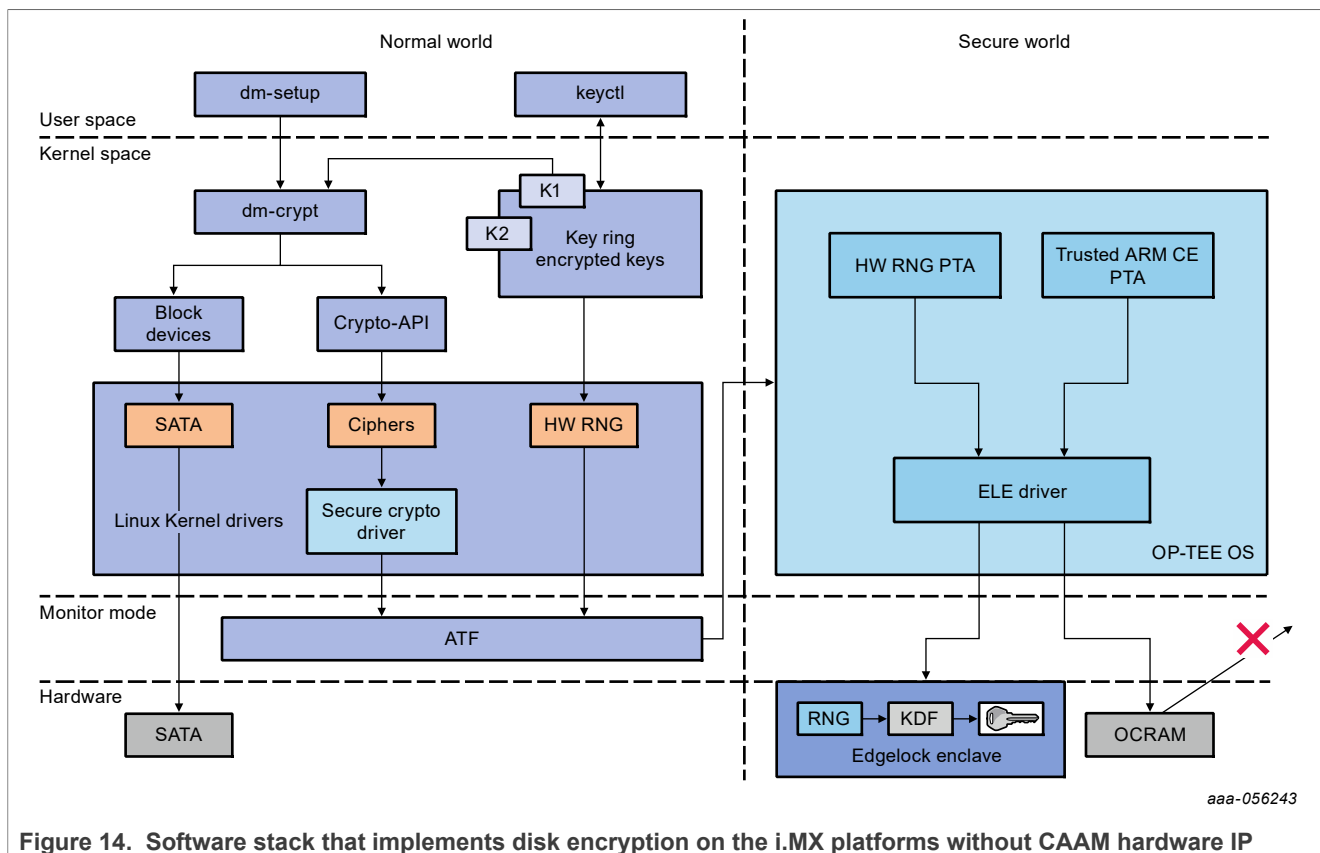 Normal world
Secure world
dm-setup
keyctl
User space
Kernel space
K1
dm-crypt
K2
Key ring
encrypted keys
HW RNG PTA
Trusted ARM CE
PTA
Block
devices
Crypto-API
SATA
Ciphers
HW RNG
ELE driver
Linux Kernel drivers
Secure crypto
driver
OP-TEE OS
Monitor mode
ATF
Hardware
SATA
RNG
KDF
OCRAM
Edgelock enclave
aaa-056243
Figure 14. Software stack that implements disk encryption on the i.MX platforms without CAAM hardware IP